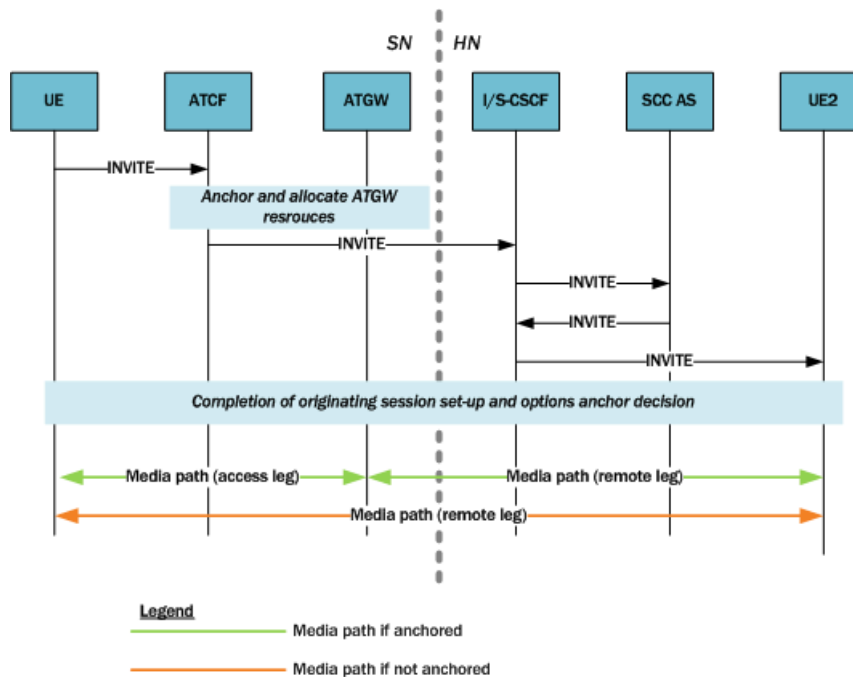 SN HN
UE ATCF ATGW I/S-CSCF SCC AS UE2
INVITE
Anchor and allocate ATGW
resrouces
INVITE
INVITE
INVITE
INVITE
Completion of originating session set-up and options anchor decision
Media path (access leg) Media path (remote leg)
Media path (remote leg)
Legend
Media path if anchored
Media path if not anchored